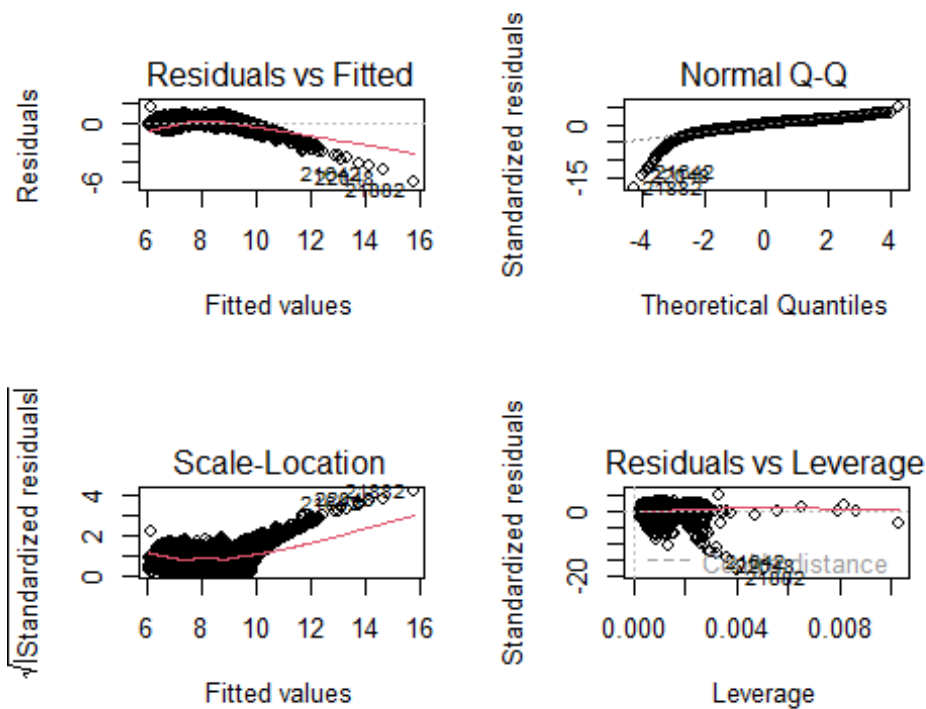 Residuals vs Fitted
Residuals
0
-6
21882
6 8 10 12 14 16
Fitted values
Normal Q-Q
Standardized residuals
0
-15
21882
-4 -2 0 2 4
Theoretical Quantiles
Scale-Location
√|Standardized residuals|
4
2
0
21882
6 8 10 12 14 16
Fitted values
Residuals vs Leverage
Standardized residuals
0
-20
distance
21882
0.000 0.004 0.008
Leverage